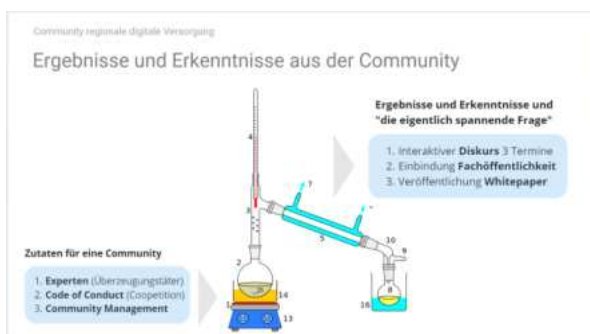 Community regionale digitale Versorgung
Ergebnisse und Erkenntnisse aus der Community
Ergebnisse und Erkenntnisse und
"die eigentlich spannende Frage"
1. Interaktiver Diskurs 3 Termine
2. Einbindung Fachöffentlichkeit
3. Veröffentlichung Whitepaper
Zutaten für eine Community
1. Experten (Überzeugungstäter)
2. Code of Conduct (Coopetition)
3. Community Management
4
7
3
5
10
9
2
8
14
16
13